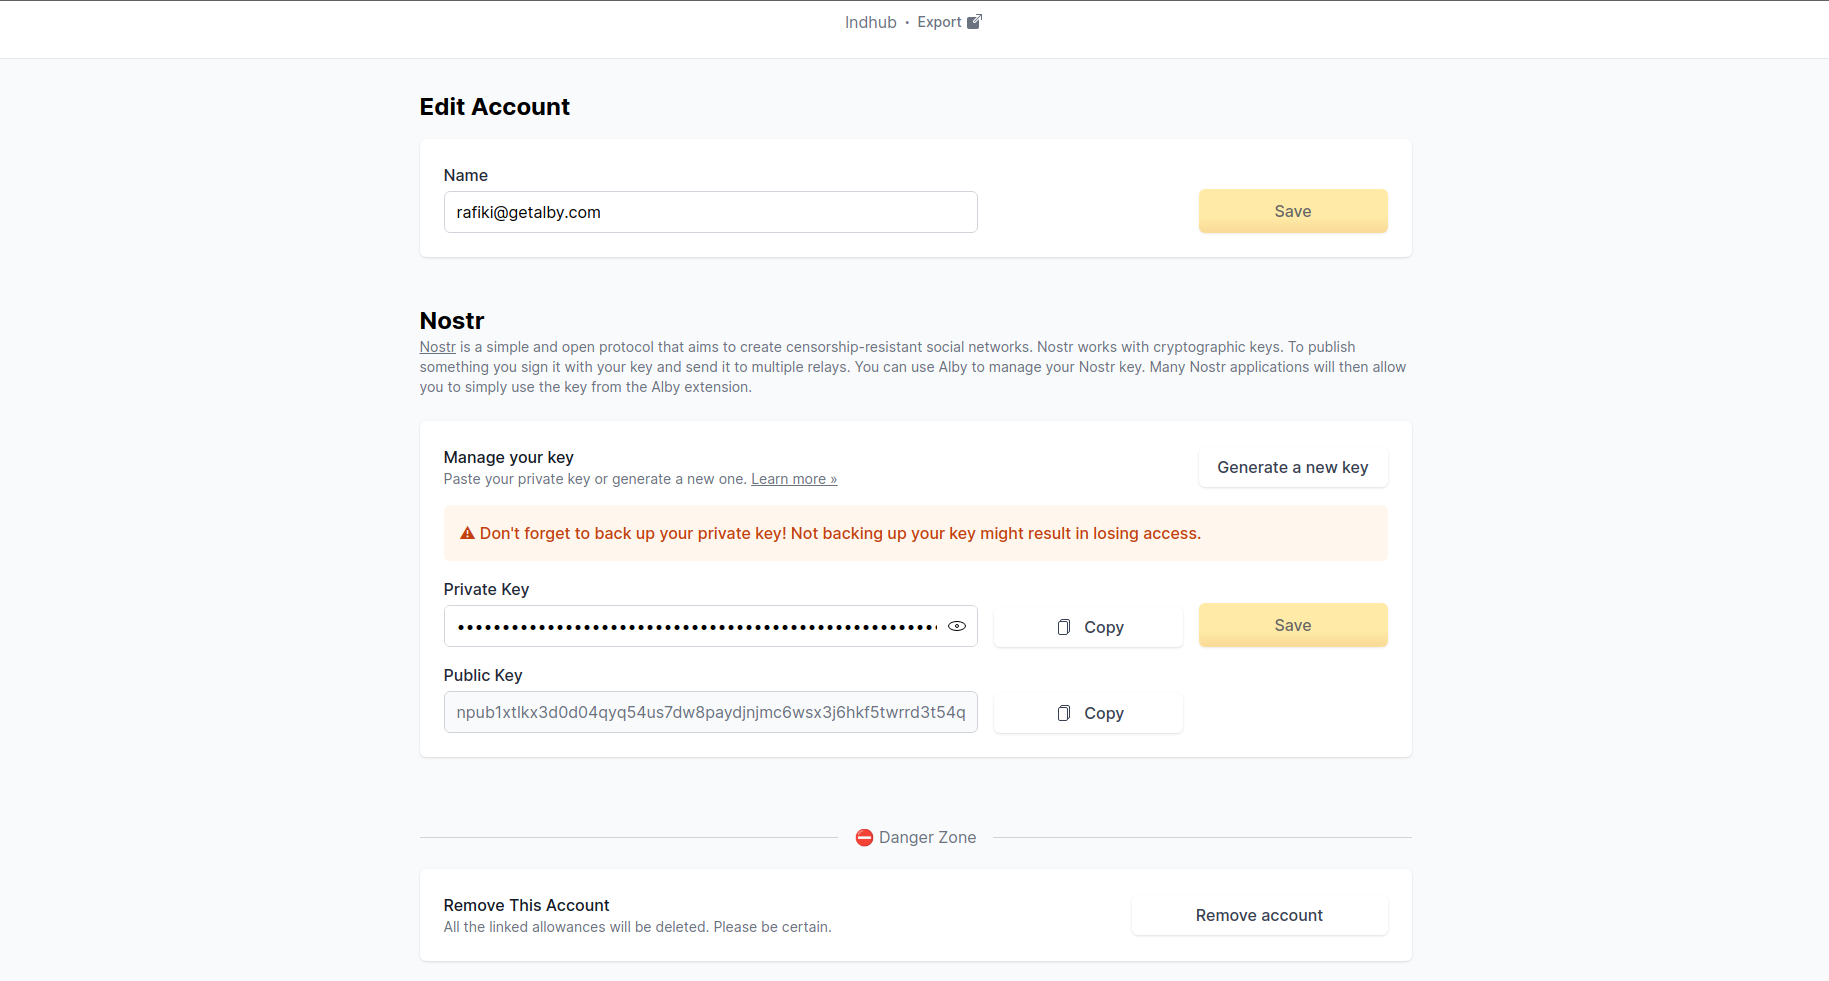 lndhub • Export
Edit Account
Name
rafiki@getalby.com
Save
Nostr
Nostr is a simple and open protocol that aims to create censorship-resistant social networks. Nostr works with cryptographic keys. To publish
something you sign it with your key and send it to multiple relays. You can use Alby to manage your Nostr key. Many Nostr applications will then allow
you to simply use the key from the Alby extension.
Manage your key
Paste your private key or generate a new one. Learn more »
Generate a new key
Don't forget to back up your private key! Not backing up your key might result in losing access.
Private Key
Copy
Save
Public Key
npub1xtlkx3d0d04qyq54us7dw8paydjnjmc6wsx3j6hkf5twrrd3t54q
Copy
Danger Zone
Remove This Account
All the linked allowances will be deleted. Please be certain.
Remove account